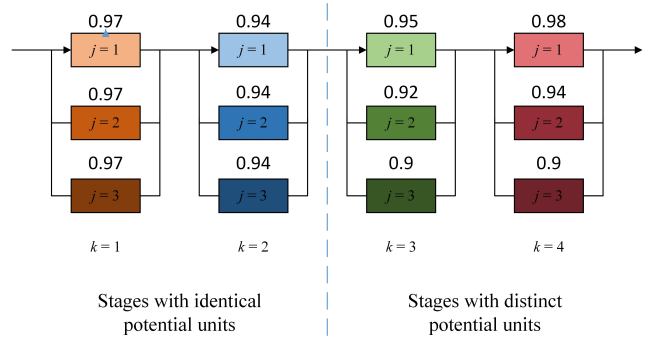 0.97 0.94 0.95 0.98
j = 1 j = 1 j = 1 j = 1
0.97 0.94 0.92 0.94
j = 2 j = 2 j = 2 j = 2
0.97 0.94 0.9 0.9
j = 3 j = 3 j = 3 j = 3
k = 1 k = 2 k = 3 k = 4
Stages with identical
potential units
Stages with distinct
potential units